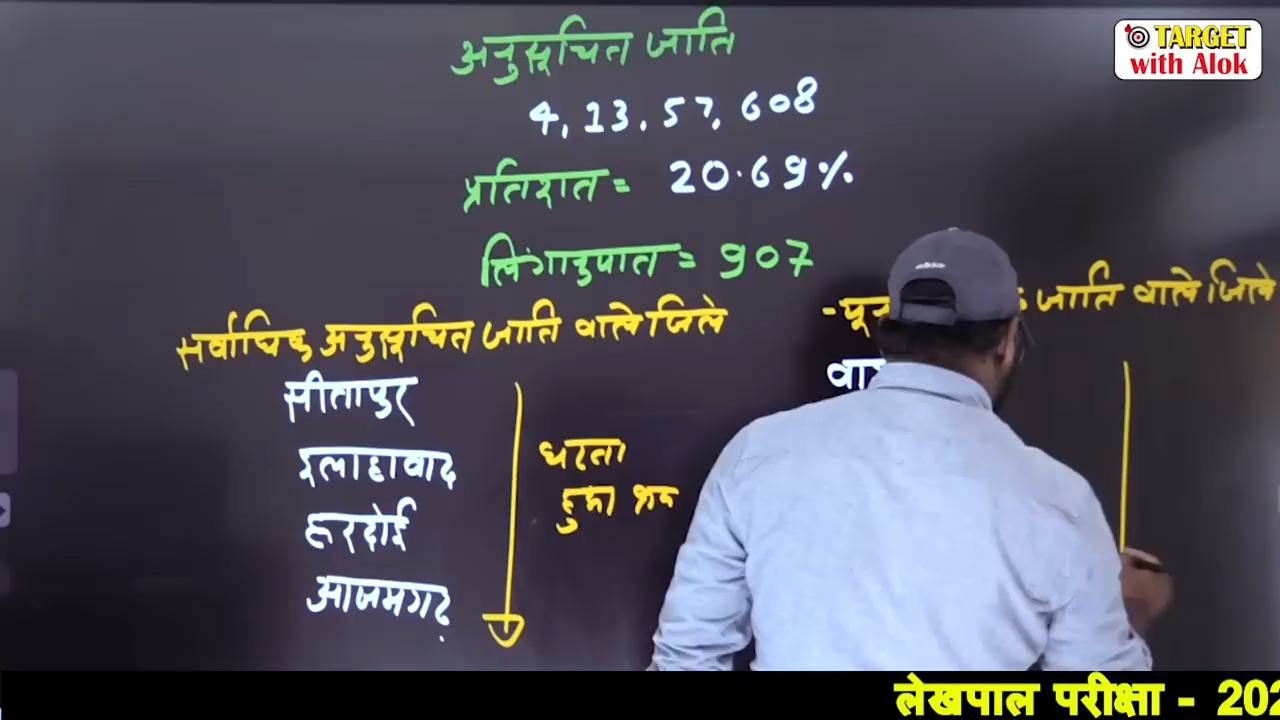 TARGET
with Alok
अनुसूचित जाति
4,13,57,608
प्रतिशत = 20.69%
लिंगानुपात = 907
सर्वाधिक अनुसूचित जाति वाले जिले
जाति वाले जिले
सीतापुर
इलाहाबाद
हरदोई
आजमगढ़
घटता
हुआ क्रम
लेखपाल परीक्षा - 202